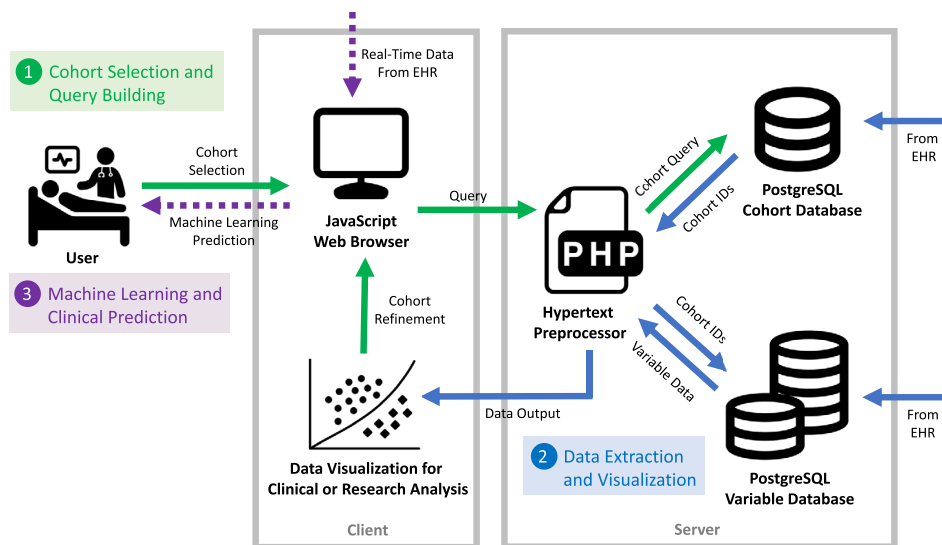 1 Cohort Selection and
Query Building
Real-Time Data
From EHR
Cohort
Selection
Machine Learning
Prediction
User
3 Machine Learning and
Clinical Prediction
JavaScript
Web Browser
Query
Cohort
Refinement
Data Visualization for
Clinical or Research Analysis
Client
PHP
Hypertext
Preprocessor
Cohort Query
Cohort IDs
PostgreSQL
Cohort Database
From
EHR
Cohort IDs
Variable Data
Data Output
2 Data Extraction
and Visualization
PostgreSQL
Variable Database
From
EHR
Server